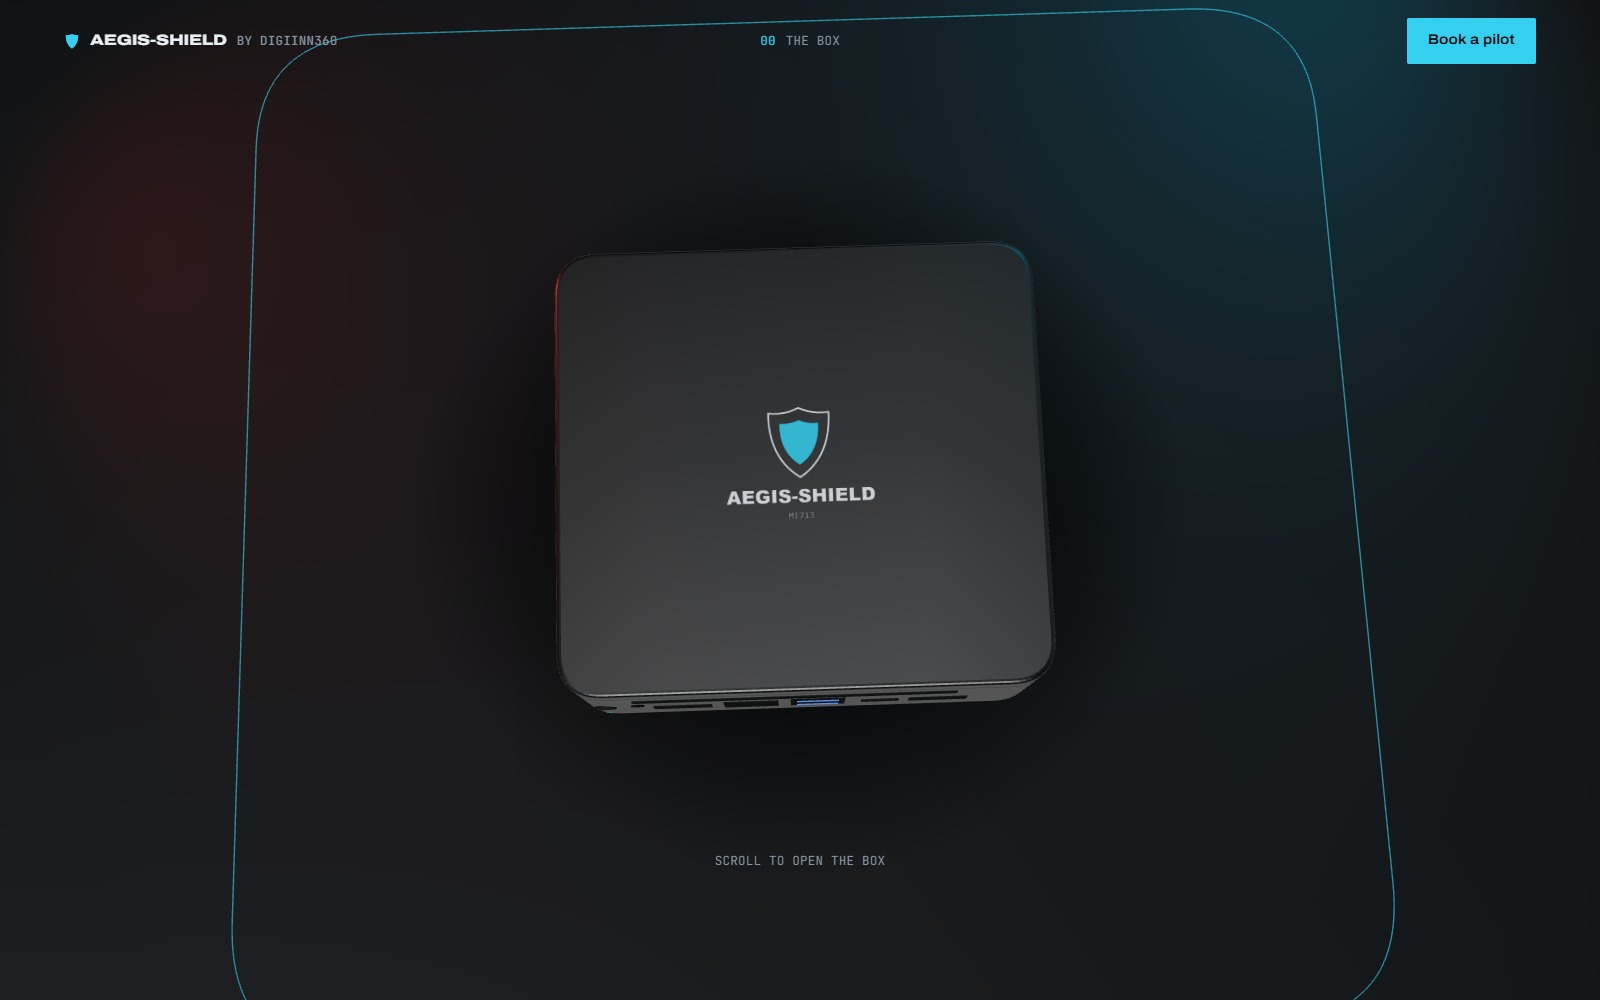 AEGIS-SHIELD BY DIGIINN360
00 THE BOX
Book a pilot
AEGIS-SHIELD
M1713
SCROLL TO OPEN THE BOX